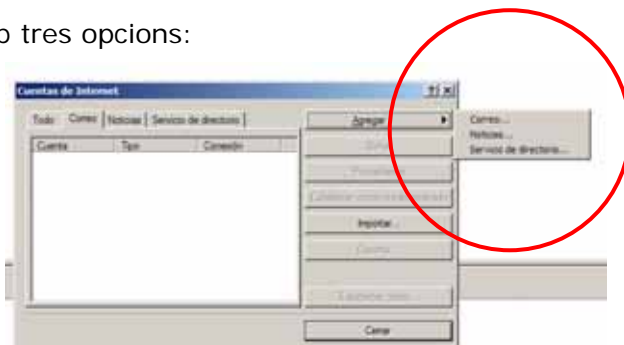 tres opcions:
Cuentas de Internet
Todo Correo Noticias Servicio de directorio
Agregar
Correo...
Noticias...
Servicio de directorio...
Cuenta Tipo Conexión
Importar...
Cerrar